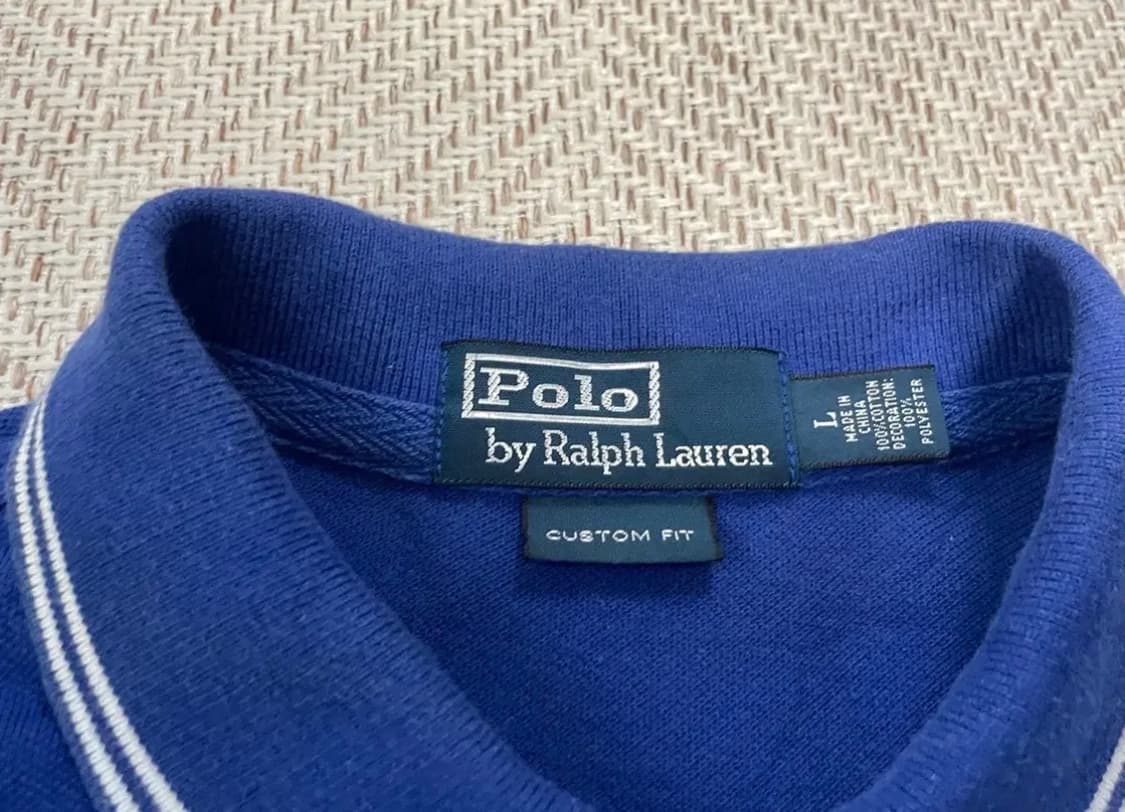 Polo
by Ralph Lauren
L
MADE IN
CHINA
100%COTTON
DECORATION:
100%
POLYESTER
CUSTOM FIT